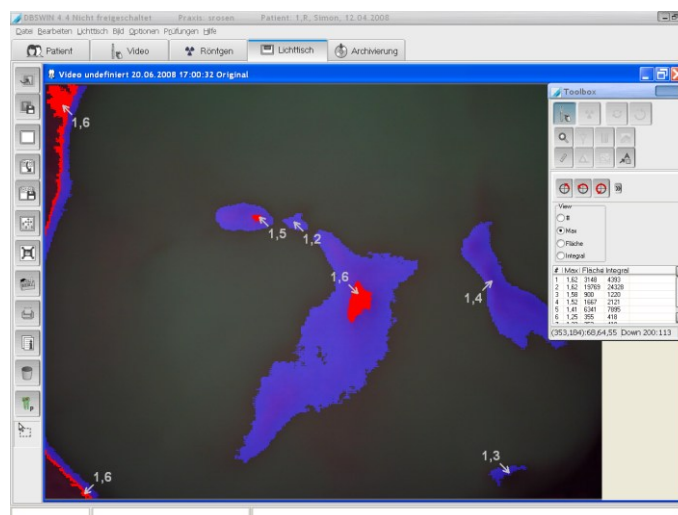 DBSWIN 4.4 Nicht freigeschaltet Praxis: srosen Patient: 1,P., Simon, 12.04.2008
Datei Bearbeiten Lichttisch Bild Optionen Prüfungen Hilfe
Patient Video Röntgen Lichttisch Archivierung
Video undefiniert 20.06.2008 17:00:32 Original
Toolbox
1,6
1,5
1,2
1,6
1,4
1,3
1,6
View
#
Max
Fläche
Integral
# Max Fläche Integral
1 1,62 3148 4393
2 1,62 19769 24328
3 1,58 900 1220
4 1,52 1667 2121
5 1,41 6341 7895
6 1,25 355 418
(353,184):68,64,55 Down 200:113